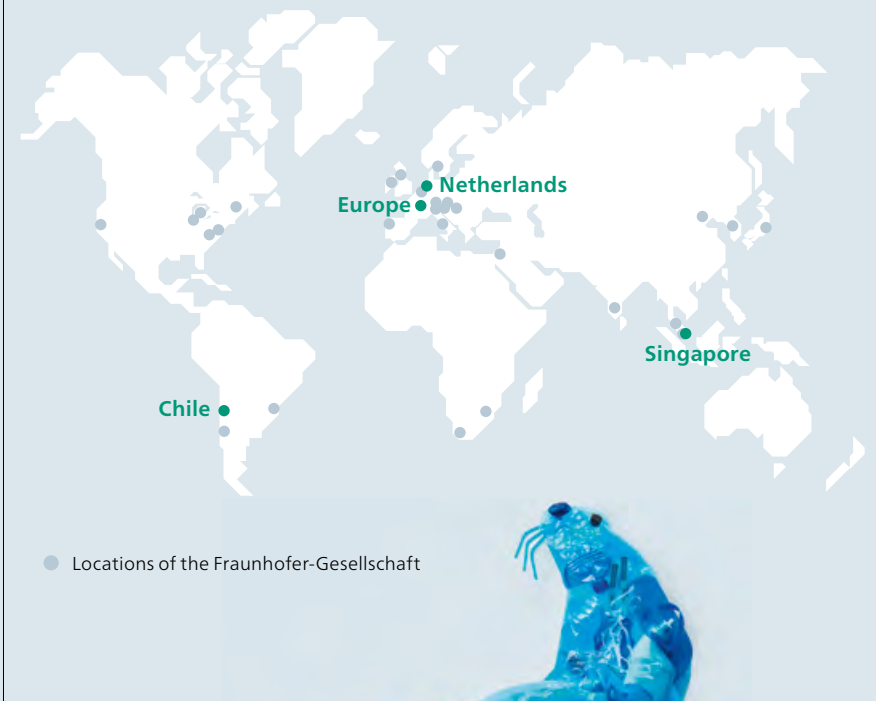 Netherlands
Europe
Singapore
Chile
Locations of the Fraunhofer-Gesellschaft